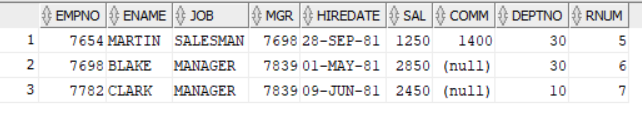 EMPNO ENAME JOB MGR HIREDATE SAL COMM DEPTNO RNUM
1 7654 MARTIN SALESMAN 7698 28-SEP-81 1250 1400 30 5
2 7698 BLAKE MANAGER 7839 01-MAY-81 2850 (null) 30 6
3 7782 CLARK MANAGER 7839 09-JUN-81 2450 (null) 10 7